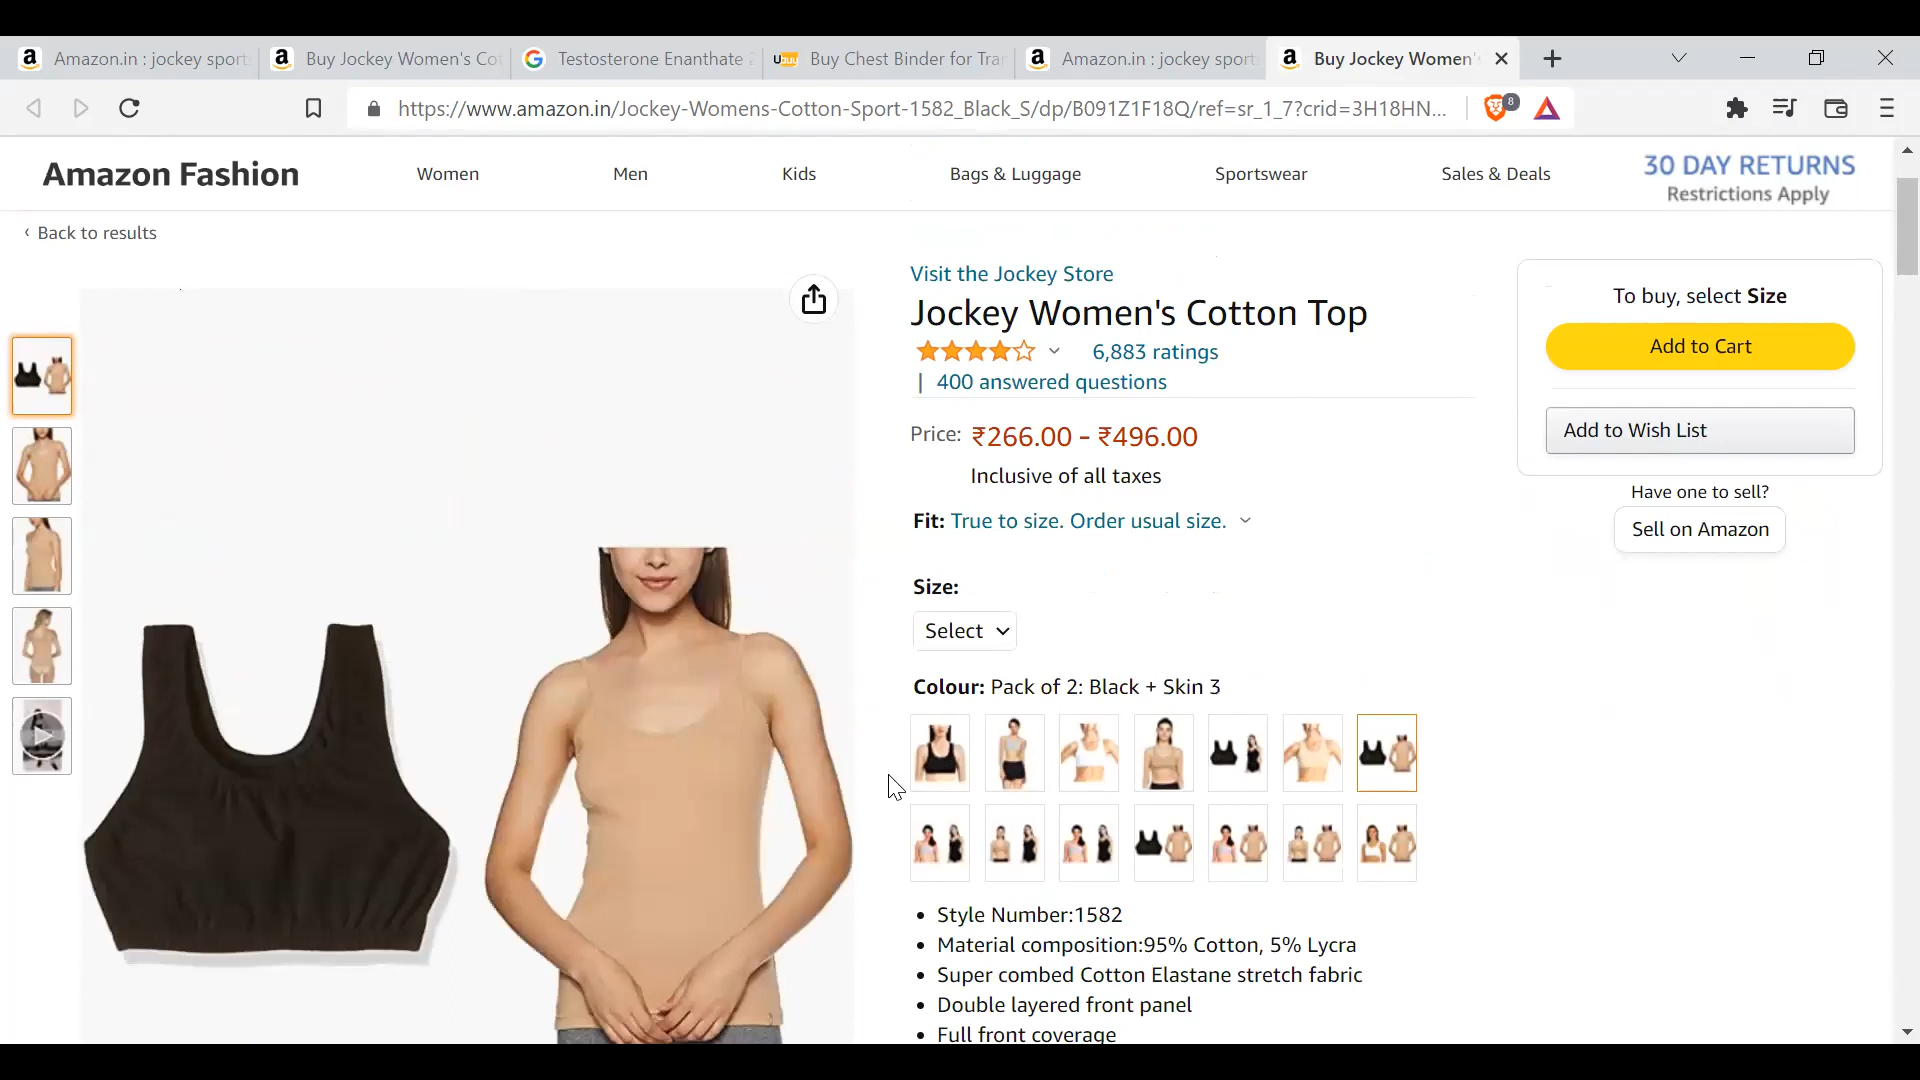 Amazon.in : jockey sport
Buy Jockey Women's Cot
Testosterone Enanthate 2
Buy Chest Binder for Tran
Amazon.in : jockey sport
Buy Jockey Women's
https://www.amazon.in/Jockey-Womens-Cotton-Sport-1582_Black_S/dp/B091Z1F18Q/ref=sr_1_7?crid=3H18HN...
8
Amazon Fashion
Women
Men
Kids
Bags & Luggage
Sportswear
Sales & Deals
30 DAY RETURNS
Restrictions Apply
‹ Back to results
Visit the Jockey Store
Jockey Women's Cotton Top
6,883 ratings
| 400 answered questions
Price: ₹266.00 - ₹496.00
Inclusive of all taxes
Fit: True to size. Order usual size.
Size:
Select
Colour: Pack of 2: Black + Skin 3
• Style Number:1582
• Material composition:95% Cotton, 5% Lycra
• Super combed Cotton Elastane stretch fabric
• Double layered front panel
• Full front coverage
To buy, select Size
Add to Cart
Add to Wish List
Have one to sell?
Sell on Amazon